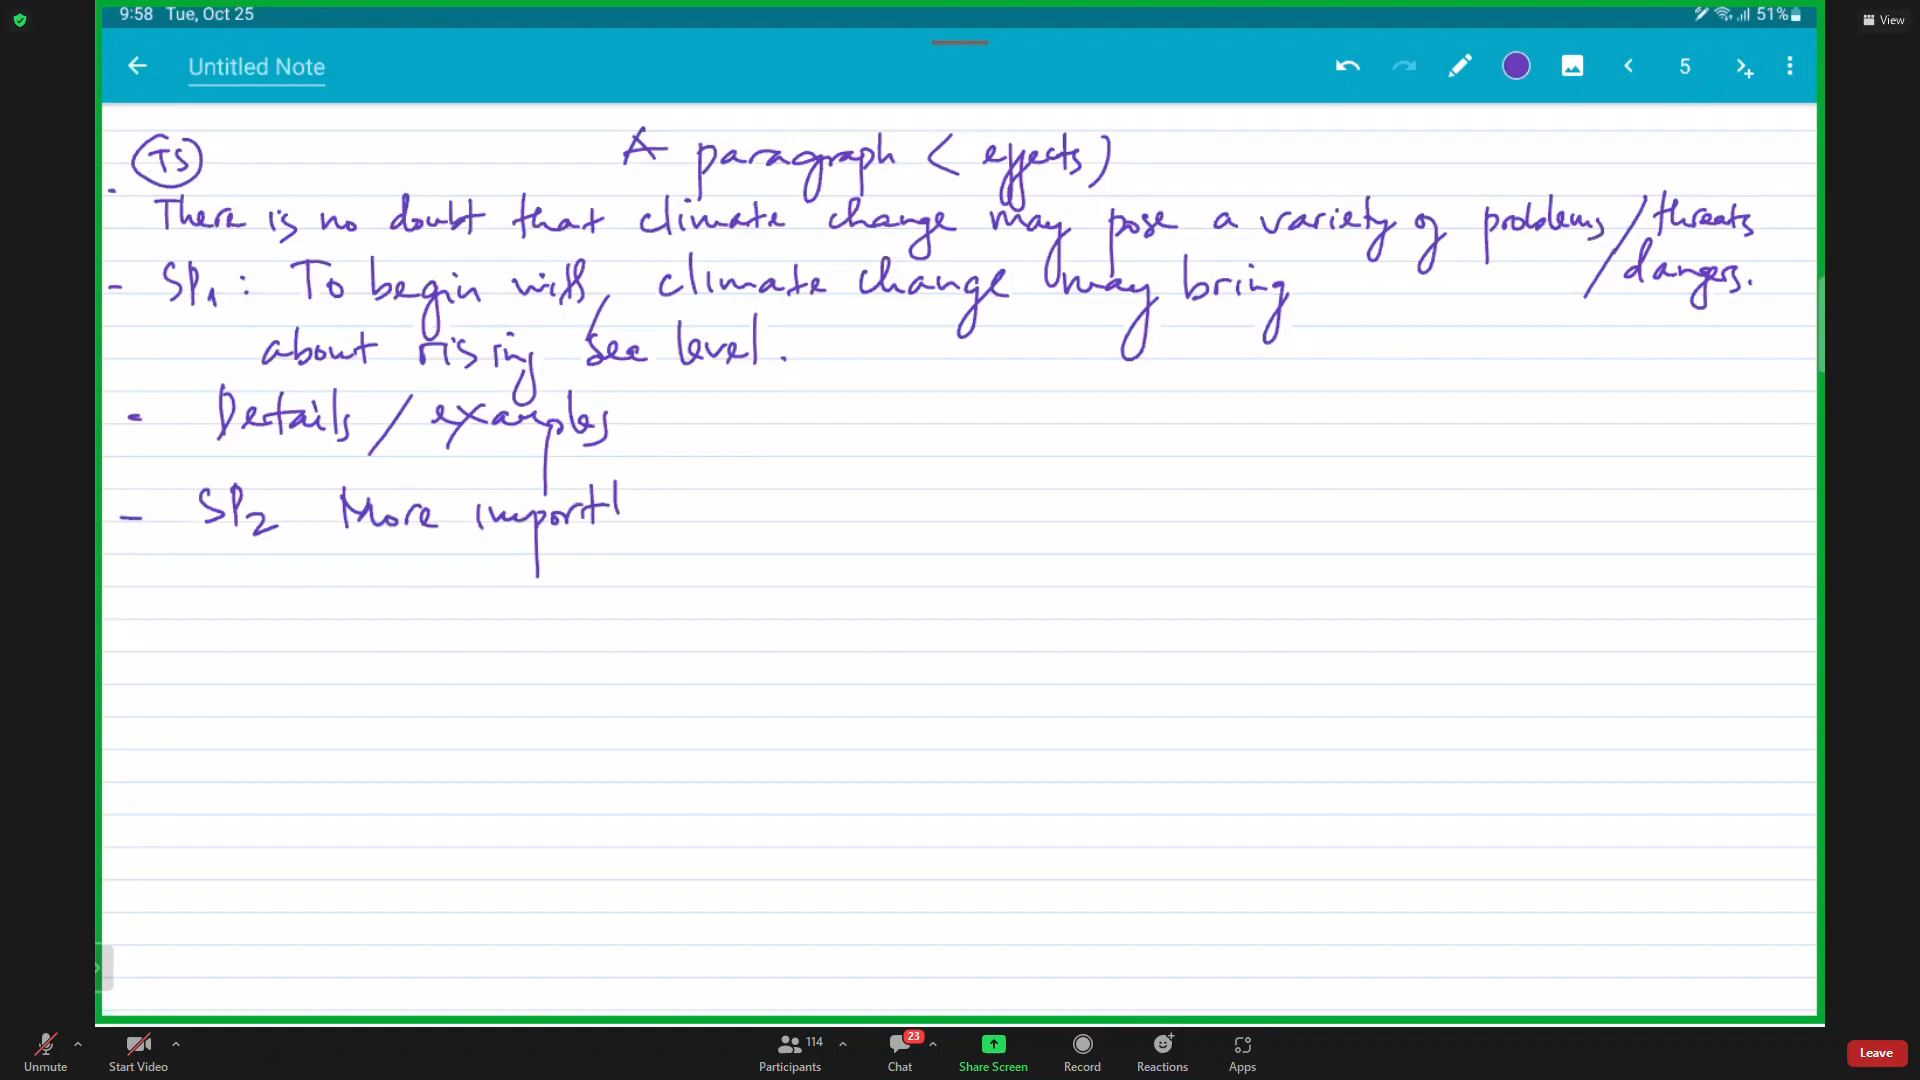 9:58 Tue, Oct 25 51%
View
Untitled Note 5
TS A paragraph ( effects )
There is no doubt that climate change may pose a variety of problems / threats
/ dangers.
- SP1 : To begin with, climate change may bring
about rising sea level.
- Details / examples
- SP2 More importl
Unmute Start Video 114 Participants 23 Chat Share Screen Record Reactions Apps Leave